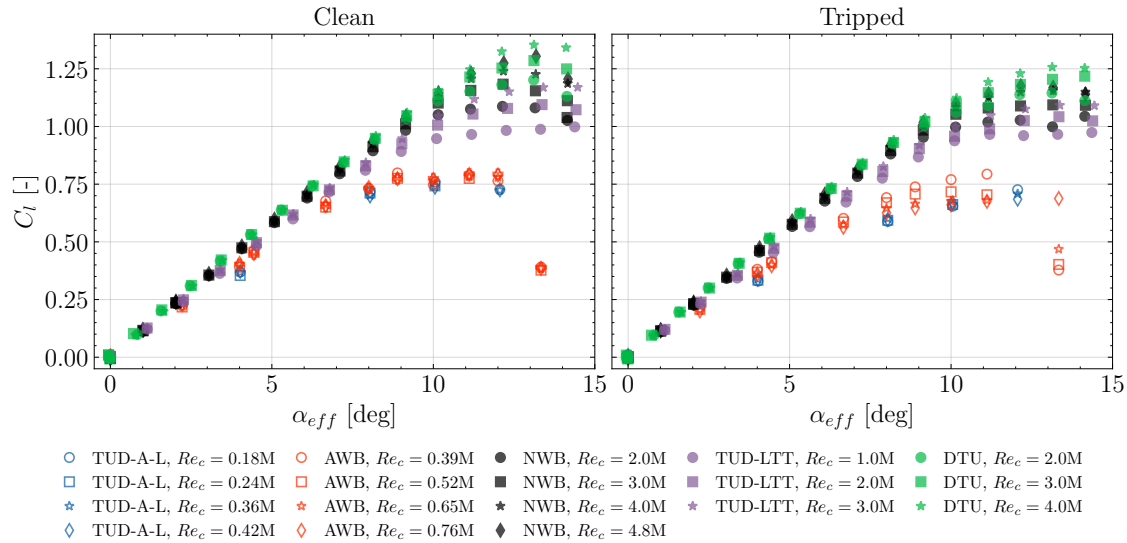 Clean
Tripped
C_l [-]
1.25
1.00
0.75
0.50
0.25
0.00
0 5 10 15
0 5 10 15
α_eff [deg]
α_eff [deg]
TUD-A-L, Re_c = 0.18M
TUD-A-L, Re_c = 0.24M
TUD-A-L, Re_c = 0.36M
TUD-A-L, Re_c = 0.42M
AWB, Re_c = 0.39M
AWB, Re_c = 0.52M
AWB, Re_c = 0.65M
AWB, Re_c = 0.76M
NWB, Re_c = 2.0M
NWB, Re_c = 3.0M
NWB, Re_c = 4.0M
NWB, Re_c = 4.8M
TUD-LTT, Re_c = 1.0M
TUD-LTT, Re_c = 2.0M
TUD-LTT, Re_c = 3.0M
DTU, Re_c = 2.0M
DTU, Re_c = 3.0M
DTU, Re_c = 4.0M